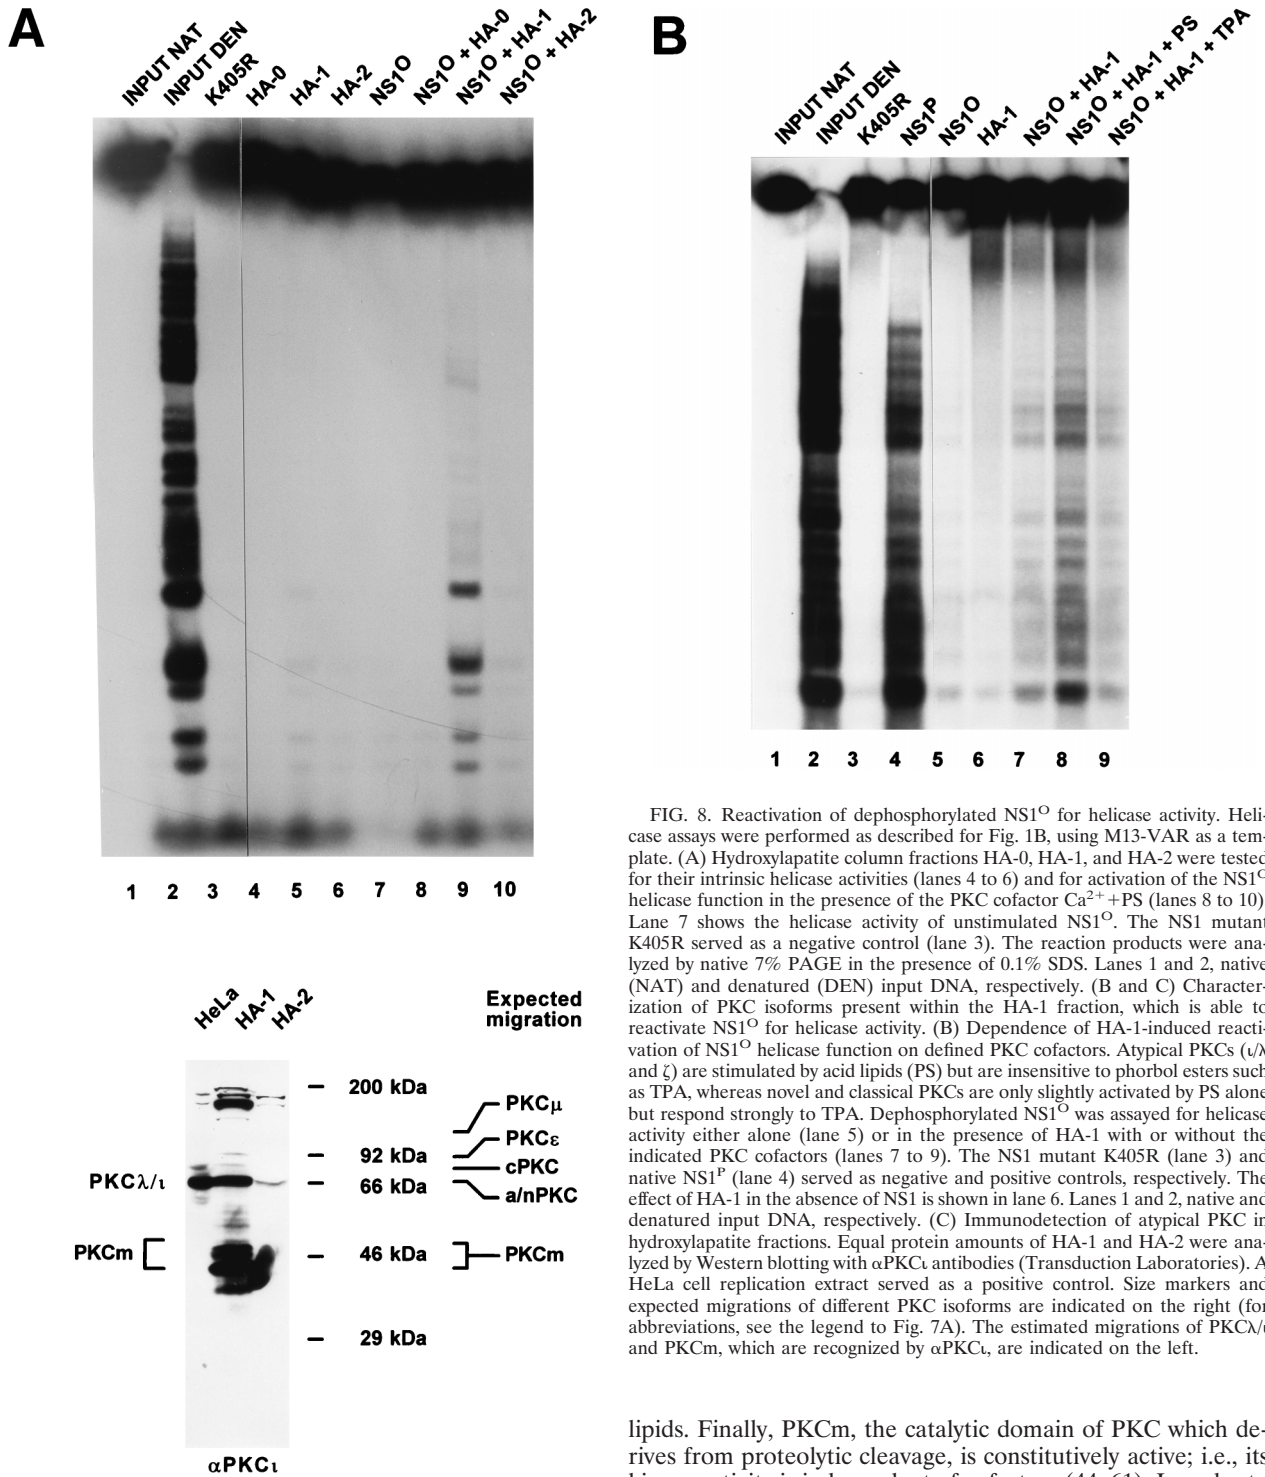 A
INPUT NAT
INPUT DEN
K405R
HA-0
HA-1
HA-2
NS1O
NS1O + HA-0
NS1O + HA-1
NS1O + HA-2
1 2 3 4 5 6 7 8 9 10
B
INPUT NAT
INPUT DEN
K405R
NS1P
NS1O
HA-1
NS1O + HA-1
NS1O + HA-1 + PS
NS1O + HA-1 + TPA
1 2 3 4 5 6 7 8 9
HeLa
HA-1
HA-2
Expected
migration
200 kDa
92 kDa
66 kDa
46 kDa
29 kDa
PKCμ
PKCε
cPKC
a/nPKC
PKCm
PKCλ/ι
PKCm
αPKCι
FIG. 8. Reactivation of dephosphorylated NS1O for helicase activity. Heli-
case assays were performed as described for Fig. 1B, using M13-VAR as a tem-
plate. (A) Hydroxylapatite column fractions HA-0, HA-1, and HA-2 were tested
for their intrinsic helicase activities (lanes 4 to 6) and for activation of the NS1O
helicase function in the presence of the PKC cofactor Ca2++PS (lanes 8 to 10)
Lane 7 shows the helicase activity of unstimulated NS1O. The NS1 mutant
K405R served as a negative control (lane 3). The reaction products were ana-
lyzed by native 7% PAGE in the presence of 0.1% SDS. Lanes 1 and 2, native
(NAT) and denatured (DEN) input DNA, respectively. (B and C) Character-
ization of PKC isoforms present within the HA-1 fraction, which is able to
reactivate NS1O for helicase activity. (B) Dependence of HA-1-induced reacti-
vation of NS1O helicase function on defined PKC cofactors. Atypical PKCs (ι/λ
and ζ) are stimulated by acid lipids (PS) but are insensitive to phorbol esters such
as TPA, whereas novel and classical PKCs are only slightly activated by PS alone
but respond strongly to TPA. Dephosphorylated NS1O was assayed for helicase
activity either alone (lane 5) or in the presence of HA-1 with or without the
indicated PKC cofactors (lanes 7 to 9). The NS1 mutant K405R (lane 3) and
native NS1P (lane 4) served as negative and positive controls, respectively. The
effect of HA-1 in the absence of NS1 is shown in lane 6. Lanes 1 and 2, native and
denatured input DNA, respectively. (C) Immunodetection of atypical PKC in
hydroxylapatite fractions. Equal protein amounts of HA-1 and HA-2 were ana-
lyzed by Western blotting with αPKCι antibodies (Transduction Laboratories). A
HeLa cell replication extract served as a positive control. Size markers and
expected migrations of different PKC isoforms are indicated on the right (for
abbreviations, see the legend to Fig. 7A). The estimated migrations of PKCλ/ι
and PKCm, which are recognized by αPKCι, are indicated on the left.
lipids. Finally, PKCm, the catalytic domain of PKC which de-
rives from proteolytic cleavage, is constitutively active; i.e., its